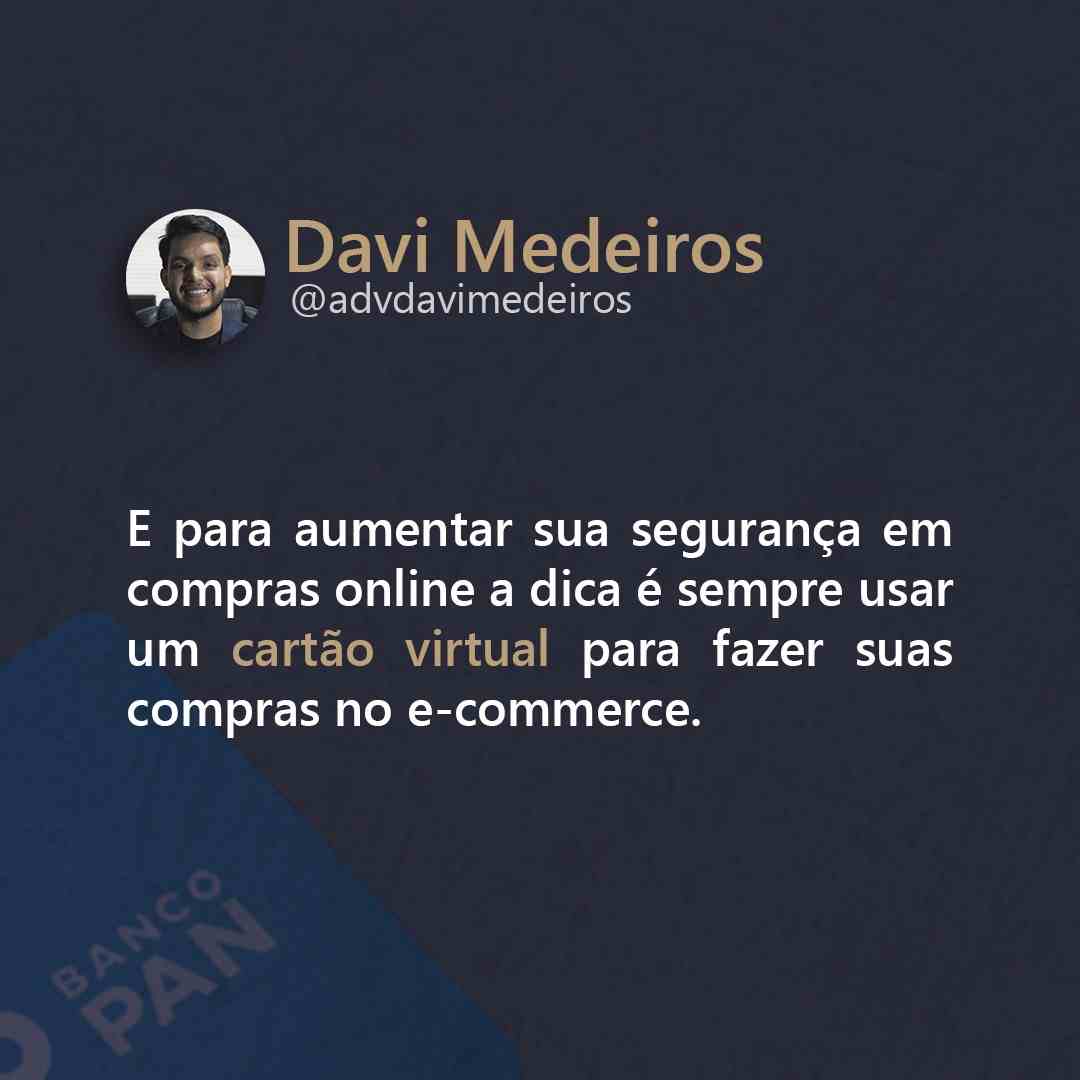 Davi Medeiros
@advdavimedeiros
E para aumentar sua segurança em
compras online a dica é sempre usar
um cartão virtual para fazer suas
compras no e-commerce.
BANCO
PAN